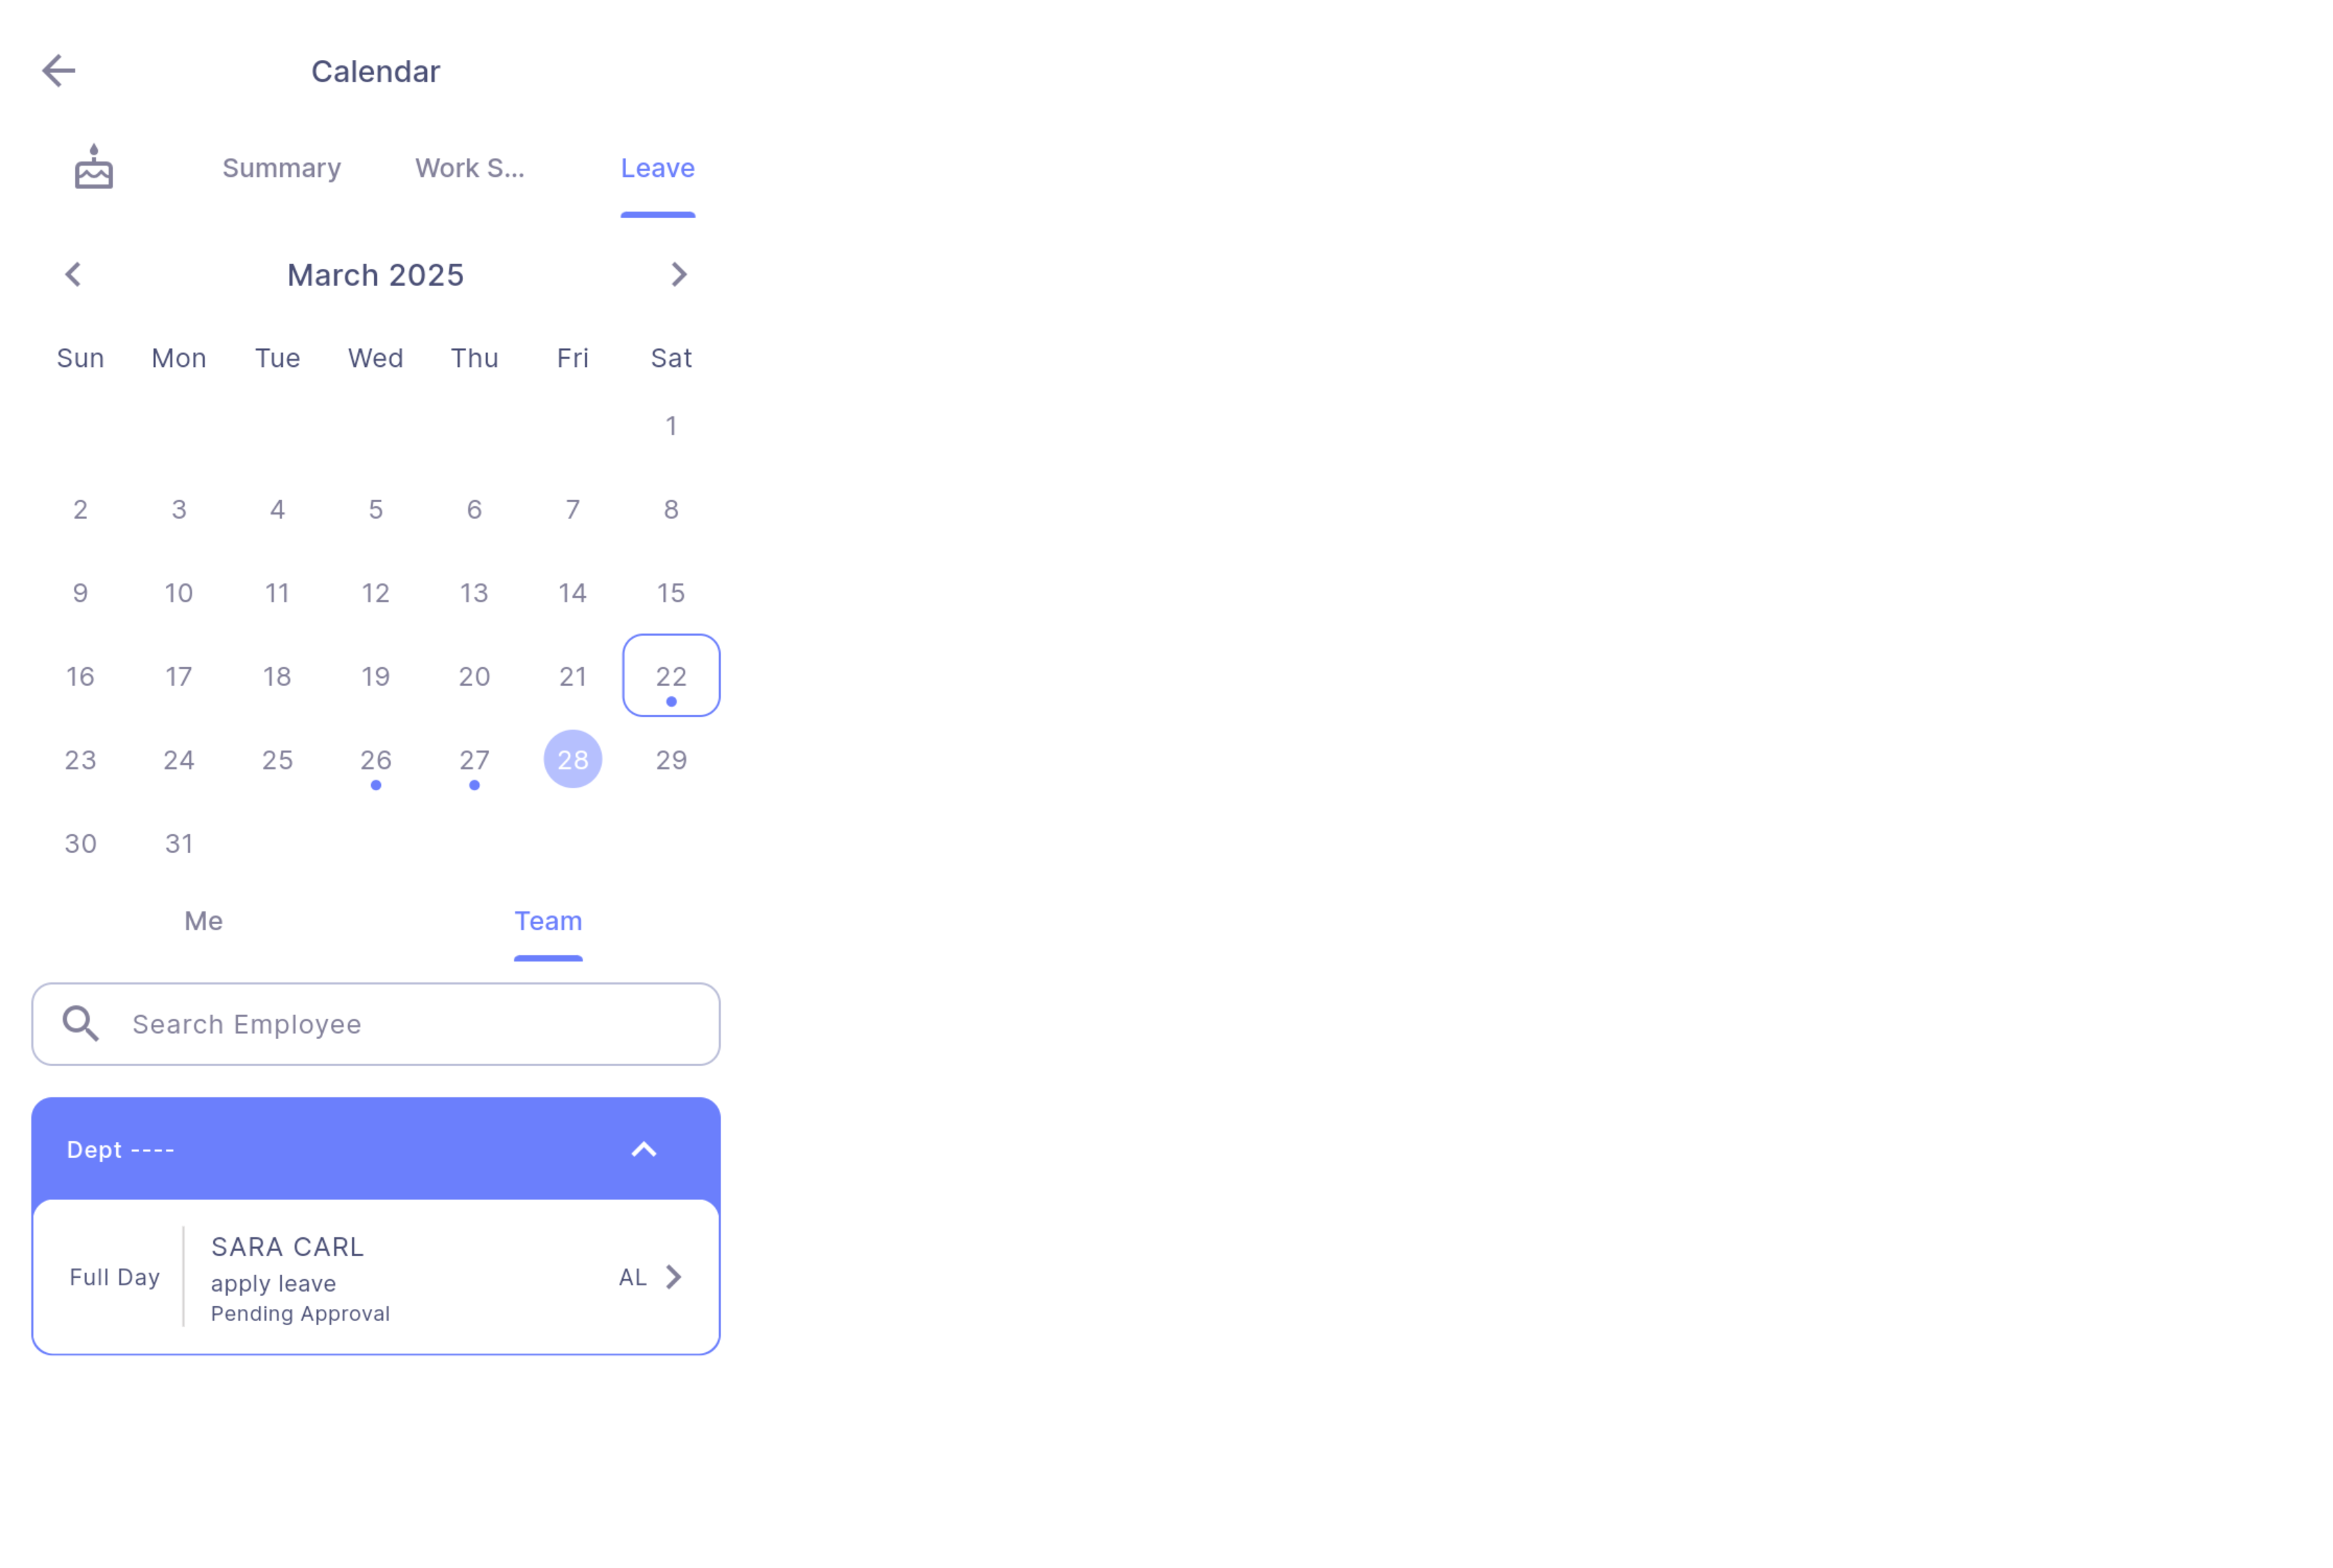 Calendar
Summary Work S... Leave
March 2025
Sun Mon Tue Wed Thu Fri Sat
1
2 3 4 5 6 7 8
9 10 11 12 13 14 15
16 17 18 19 20 21 22
23 24 25 26 27 28 29
30 31
Me Team
Search Employee
Dept ----
SARA CARL
Full Day apply leave AL
Pending Approval